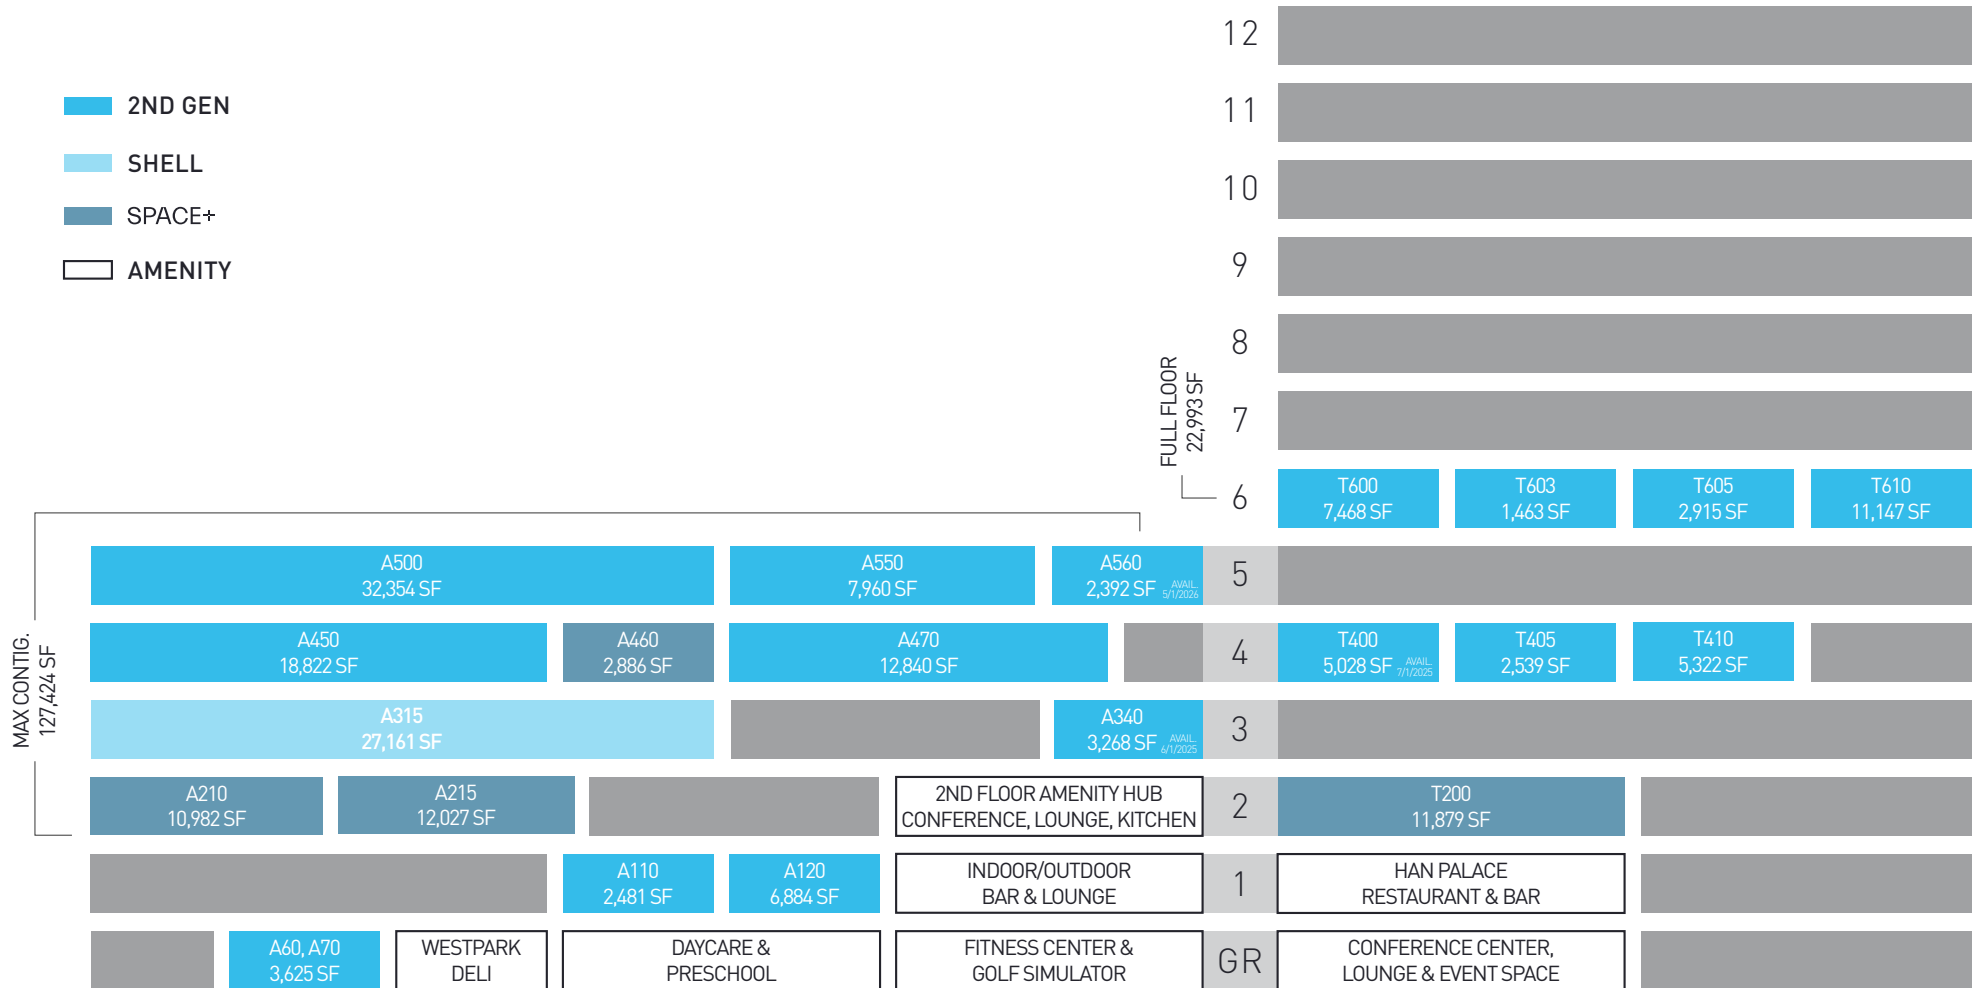 2ND GEN
SHELL
SPACE+
AMENITY
12
11
10
9
8
7
FULL FLOOR
22,993 SF
6
T600
7,468 SF
T603
1,463 SF
T605
2,915 SF
T610
11,147 SF
MAX CONTIG.
127,424 SF
A500
32,354 SF
A550
7,960 SF
A560
2,392 SF
AVAIL.
5/1/2026
5
A450
18,822 SF
A460
2,886 SF
A470
12,840 SF
4
T400
5,028 SF
AVAIL.
7/1/2025
T405
2,539 SF
T410
5,322 SF
A315
27,161 SF
A340
3,268 SF
AVAIL.
6/1/2025
3
A210
10,982 SF
A215
12,027 SF
2ND FLOOR AMENITY HUB
CONFERENCE, LOUNGE, KITCHEN
2
T200
11,879 SF
A110
2,481 SF
A120
6,884 SF
INDOOR/OUTDOOR
BAR & LOUNGE
1
HAN PALACE
RESTAURANT & BAR
A60, A70
3,625 SF
WESTPARK
DELI
DAYCARE &
PRESCHOOL
FITNESS CENTER &
GOLF SIMULATOR
GR
CONFERENCE CENTER,
LOUNGE & EVENT SPACE